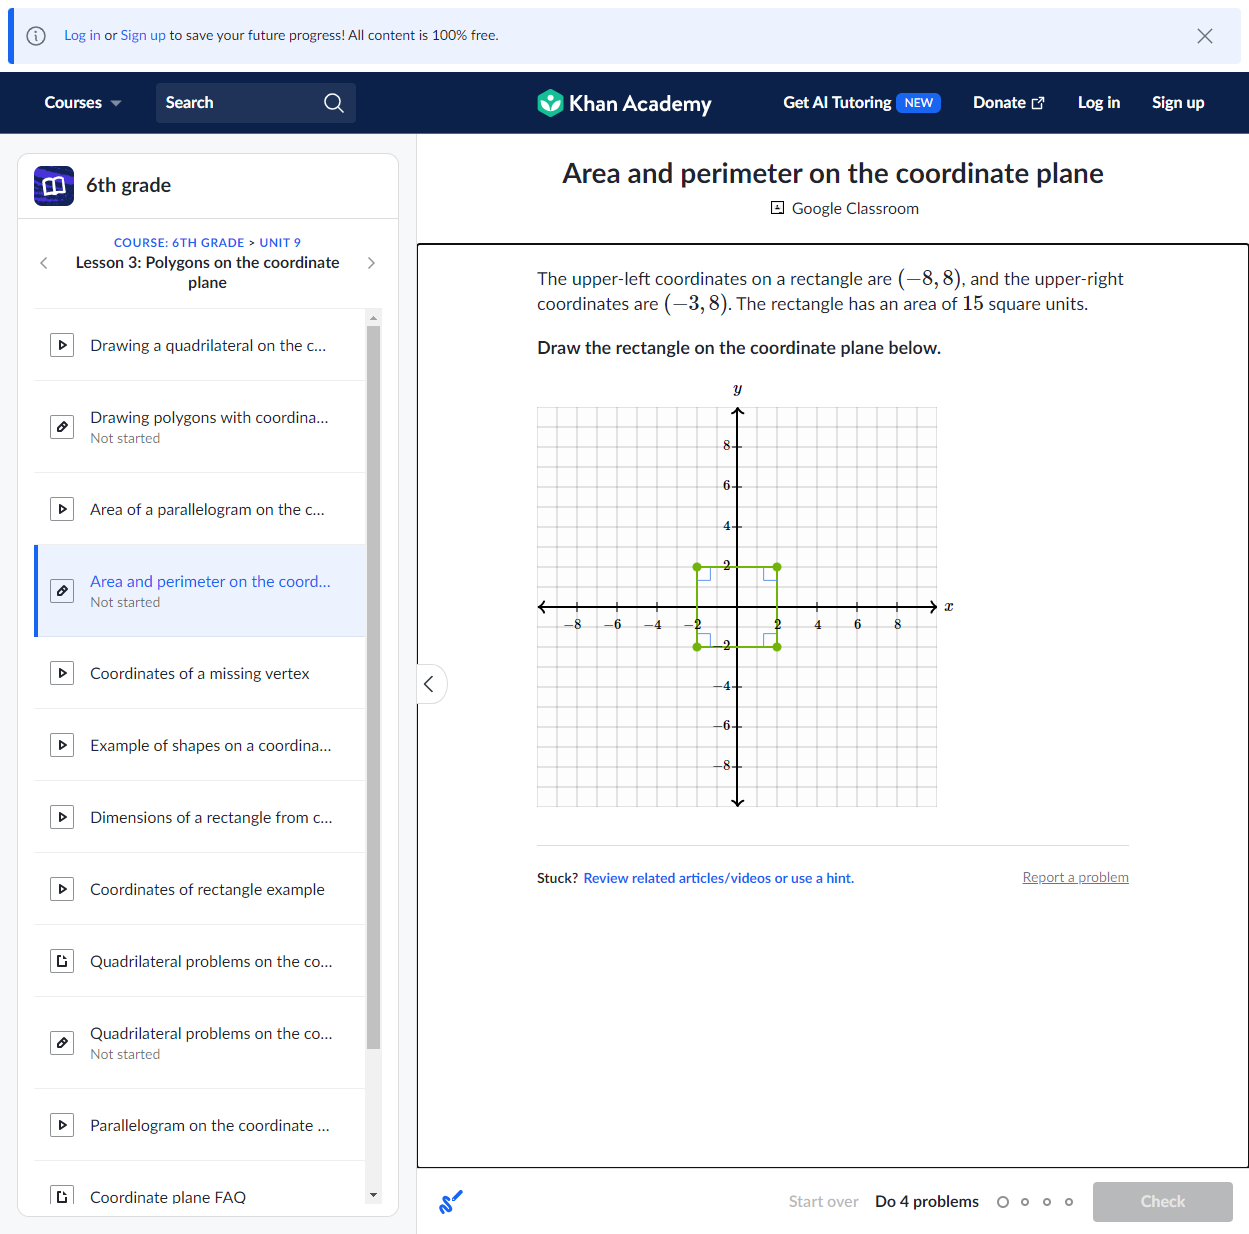 Log in or Sign up to save your future progress! All content is 100% free.
Courses
Search
Khan Academy
Get AI Tutoring NEW
Donate
Log in
Sign up
6th grade
COURSE: 6TH GRADE > UNIT 9
Lesson 3: Polygons on the coordinate
plane
Drawing a quadrilateral on the c...
Drawing polygons with coordina...
Not started
Area of a parallelogram on the c...
Area and perimeter on the coord...
Not started
Coordinates of a missing vertex
Example of shapes on a coordina...
Dimensions of a rectangle from c...
Coordinates of rectangle example
Quadrilateral problems on the co...
Quadrilateral problems on the co...
Not started
Parallelogram on the coordinate ...
Coordinate plane FAQ
Area and perimeter on the coordinate plane
Google Classroom
The upper-left coordinates on a rectangle are (−8, 8), and the upper-right
coordinates are (−3, 8). The rectangle has an area of 15 square units.
Draw the rectangle on the coordinate plane below.
y
8
6
4
2
x
−8 −6 −4 −2 2 4 6 8
−2
−4
−6
−8
Stuck? Review related articles/videos or use a hint.
Report a problem
Start over
Do 4 problems
Check